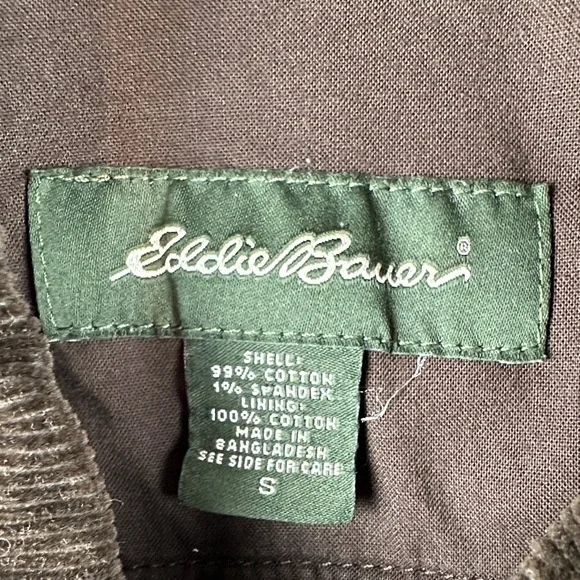 Eddie Bauer®
SHELL:
99% COTTON
1% SPANDEX
LINING:
100% COTTON
MADE IN
BANGLADESH
SEE SIDE FOR CARE
S